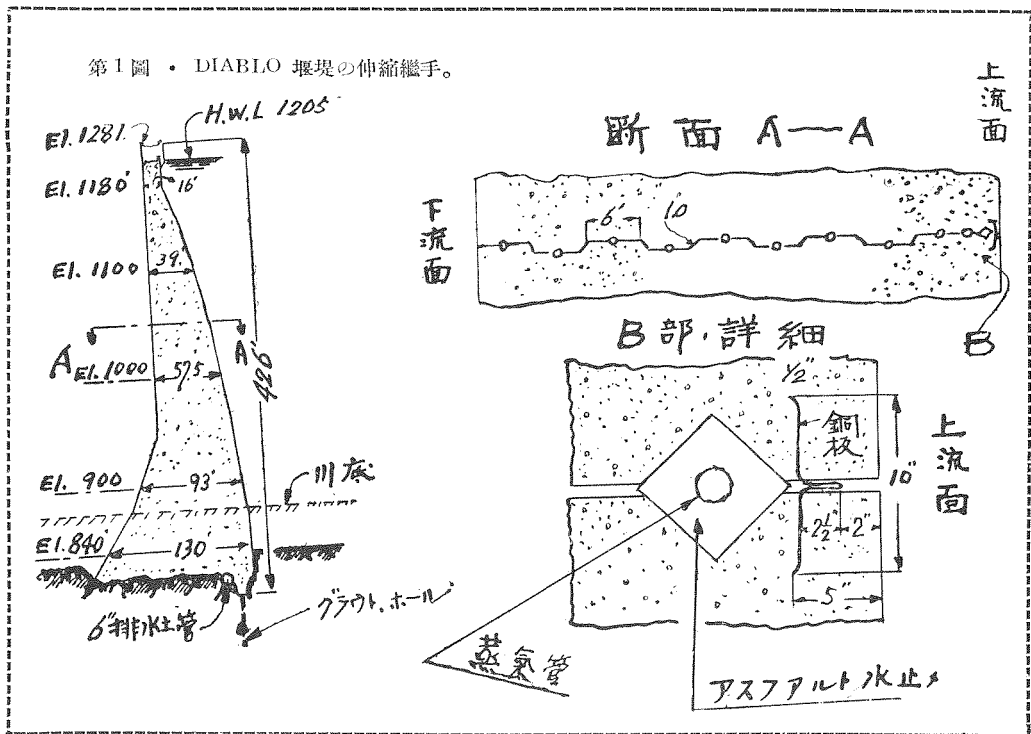 第1圖 ・ DIABLO 堰堤の伸縮繼手。
H.W.L 1205
El. 1281.
El. 1180'
16'
El. 1100
39.'
A
A
El. 1000
57.5
426'
El. 900
93'
川底
El. 840'
130'
6"排水土管
グラウト.ホール
断面 A—A
上流面
下流面
6'
10
B
B部.詳細
1/2"
銅板
10"
上流面
2 1/2"
2"
5"
蒸氣管
アスファルト水止メ